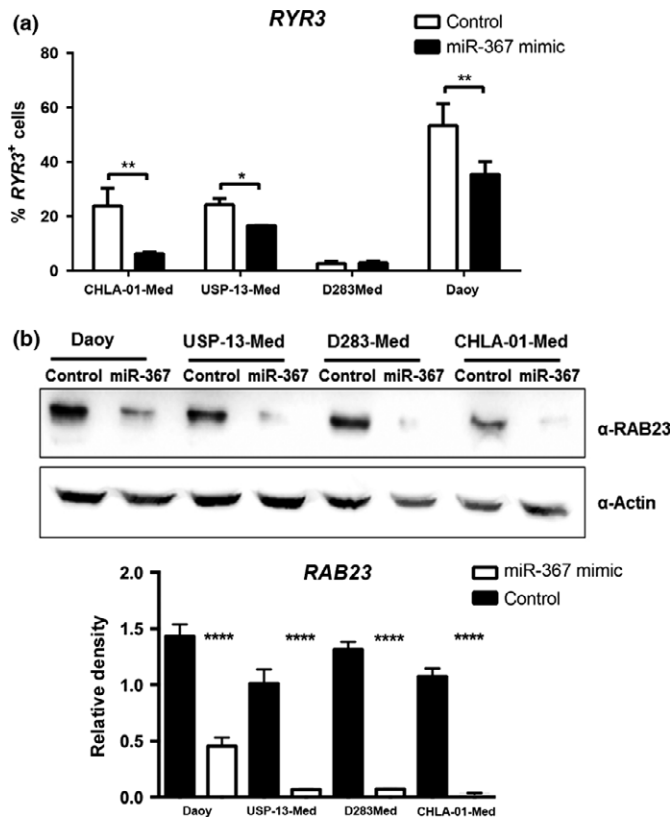 (a)
RYR3
Control
miR-367 mimic
% RYR3+ cells
80
60
40
20
0
**
*
**
CHLA-01-Med
USP-13-Med
D283Med
Daoy
(b)
Daoy
USP-13-Med
D283-Med
CHLA-01-Med
Control miR-367 Control miR-367 Control miR-367 Control miR-367
α-RAB23
α-Actin
RAB23
miR-367 mimic
Control
Relative density
2.0
1.5
1.0
0.5
0.0
****
****
****
****
Daoy
USP-13-Med
D283Med
CHLA-01-Med